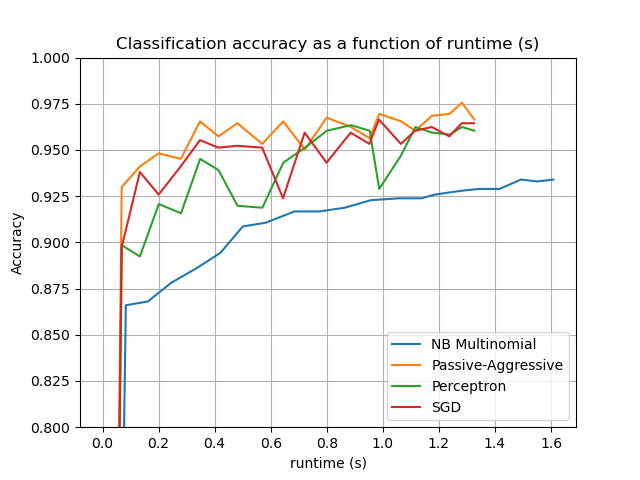 Classification accuracy as a function of runtime (s)
1.000
0.975
0.950
0.925
0.900
0.875
0.850
0.825
0.800
Accuracy
NB Multinomial
Passive-Aggressive
Perceptron
SGD
0.0 0.2 0.4 0.6 0.8 1.0 1.2 1.4 1.6
runtime (s)